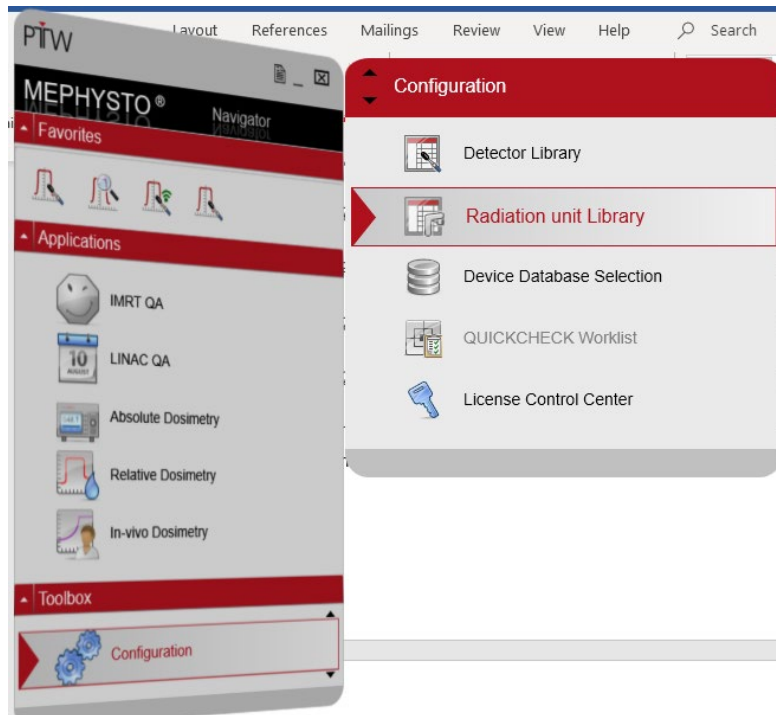 Layout References Mailings Review View Help Search
PTW
MEPHYSTO® Navigator
Favorites
Applications
IMRT QA
10
AUGUST
LINAC QA
Absolute Dosimetry
Relative Dosimetry
In-vivo Dosimetry
Toolbox
Configuration
Configuration
Detector Library
Radiation unit Library
Device Database Selection
QUICKCHECK Worklist
License Control Center